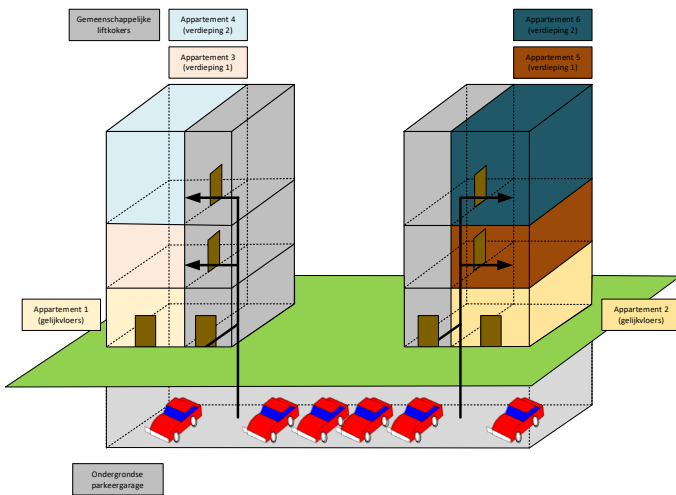 Gemeenschappelijke
liftkokers
Appartement 4
(verdieping 2)
Appartement 6
(verdieping 2)
Appartement 3
(verdieping 1)
Appartement 5
(verdieping 1)
Appartement 1
(gelijkvloers)
Appartement 2
(gelijkvloers)
Ondergrondse
parkeergarage